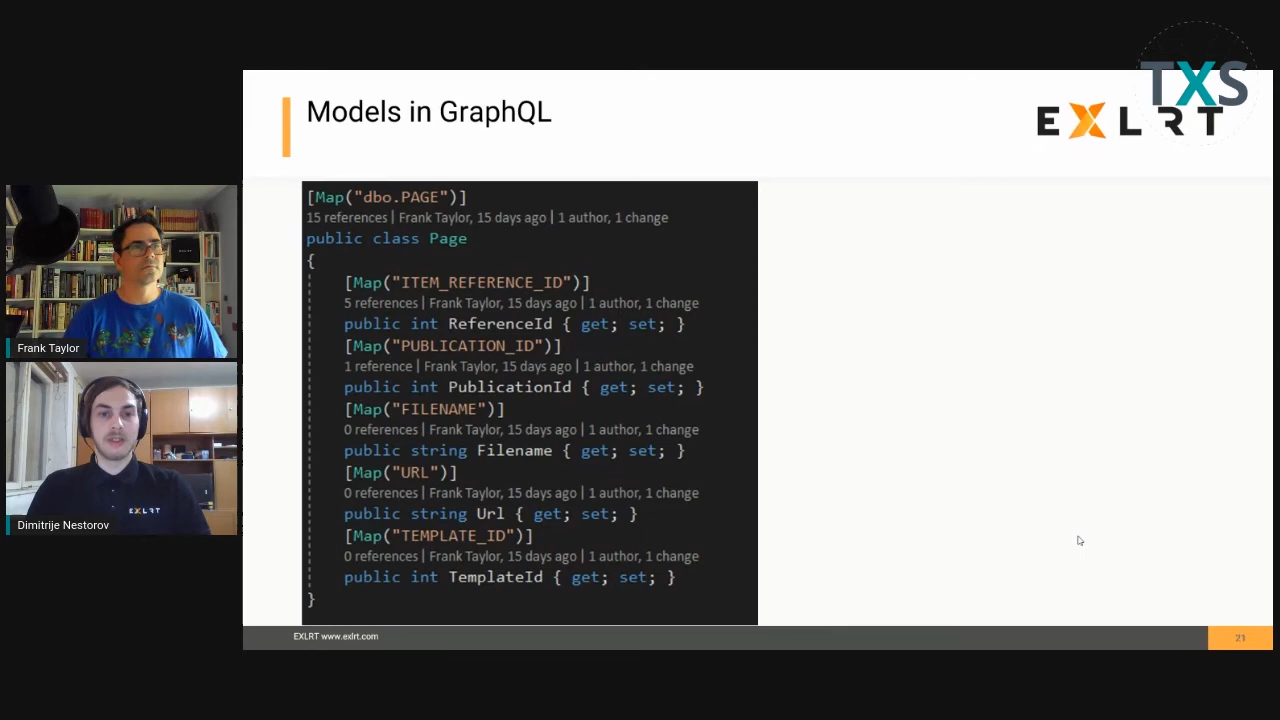 TXS
EXLRT
Models in GraphQL
[Map("dbo.PAGE")]
15 references | Frank Taylor, 15 days ago | 1 author, 1 change
public class Page
{
[Map("ITEM_REFERENCE_ID")]
5 references | Frank Taylor, 15 days ago | 1 author, 1 change
public int ReferenceId { get; set; }
[Map("PUBLICATION_ID")]
1 reference | Frank Taylor, 15 days ago | 1 author, 1 change
public int PublicationId { get; set; }
[Map("FILENAME")]
0 references | Frank Taylor, 15 days ago | 1 author, 1 change
public string Filename { get; set; }
[Map("URL")]
0 references | Frank Taylor, 15 days ago | 1 author, 1 change
public string Url { get; set; }
[Map("TEMPLATE_ID")]
0 references | Frank Taylor, 15 days ago | 1 author, 1 change
public int TemplateId { get; set; }
}
Frank Taylor
EXLRT
Dimitrije Nestorov
EXLRT www.exlrt.com
21